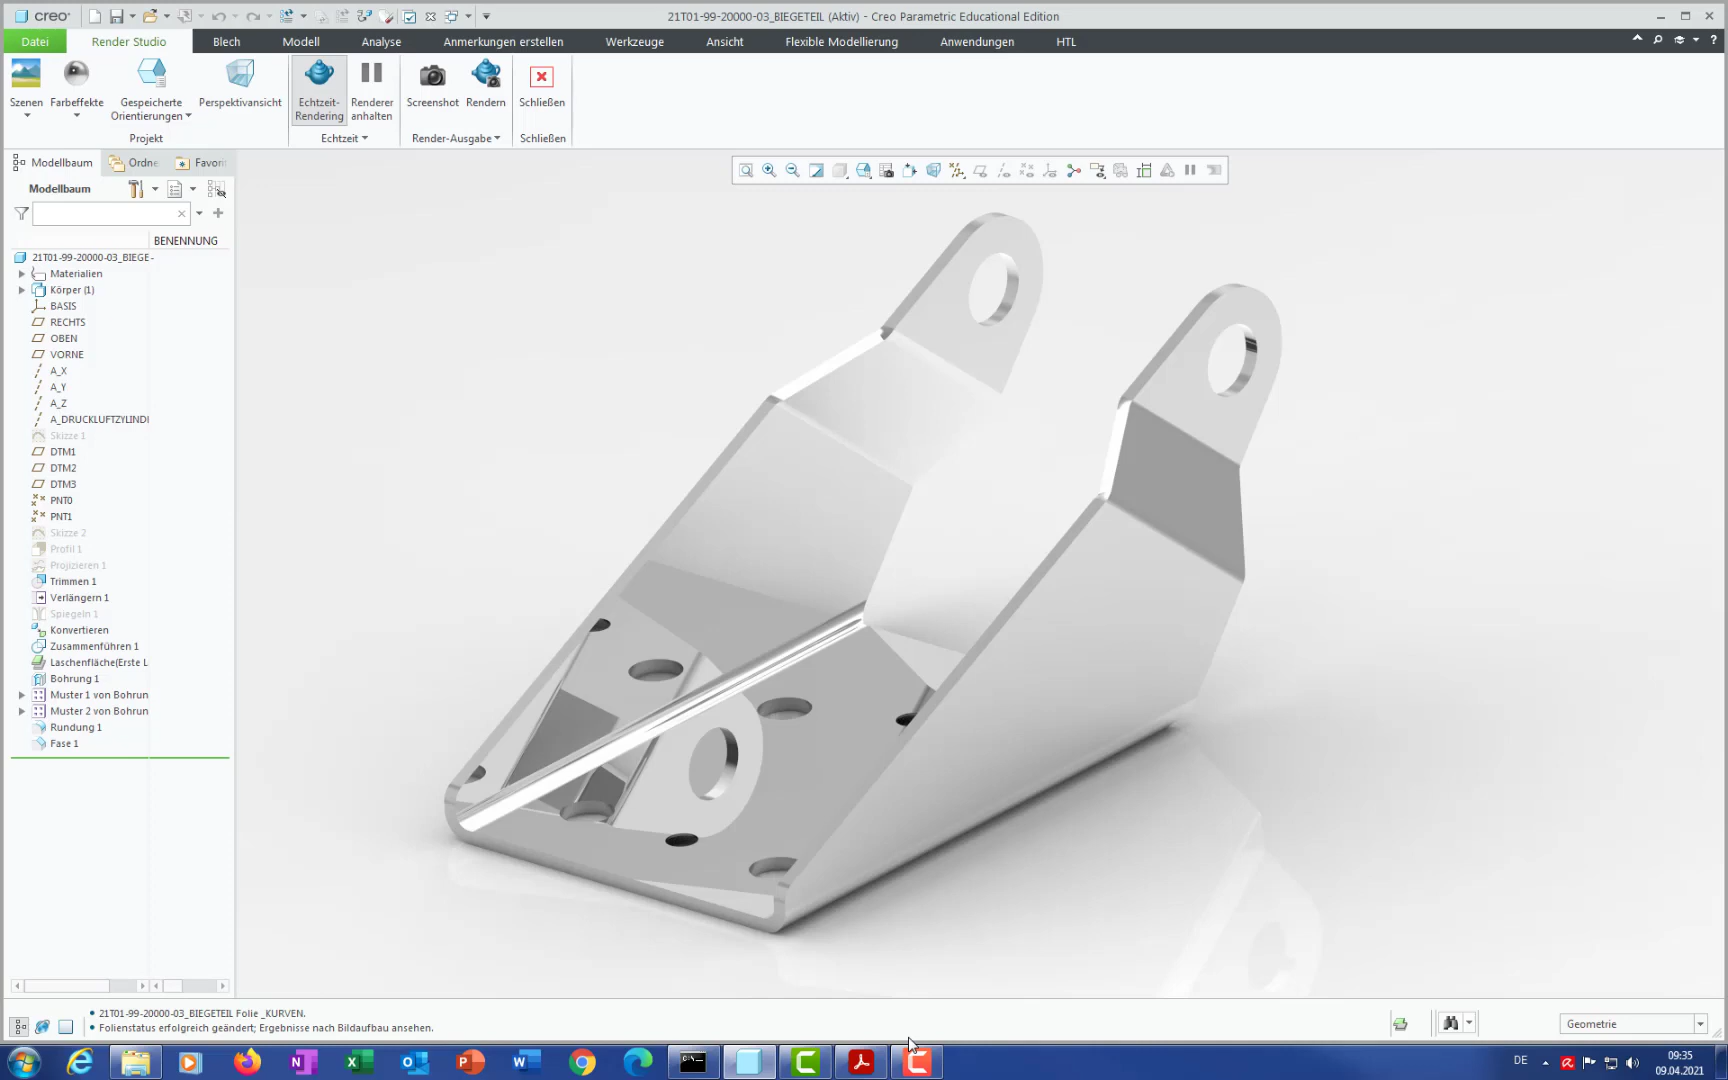 creo
21T01-99-20000-03_BIEGETEIL (Aktiv) - Creo Parametric Educational Edition
Datei
Render Studio
Blech
Modell
Analyse
Anmerkungen erstellen
Werkzeuge
Ansicht
Flexible Modellierung
Anwendungen
HTL
Szenen
Farbeffekte
Gespeicherte Orientierungen
Perspektivansicht
Echtzeit-Rendering
Renderer anhalten
Screenshot
Rendern
Schließen
Projekt
Echtzeit
Render-Ausgabe
Schließen
Modellbaum
Ordne
Favori
Modellbaum
BENENNUNG
21T01-99-20000-03_BIEGE
Materialien
Körper (1)
BASIS
RECHTS
OBEN
VORNE
A_X
A_Y
A_Z
A_DRUCKLUFTZYLIND
Skizze 1
DTM1
DTM2
DTM3
PNT0
PNT1
Skizze 2
Profil 1
Projizieren 1
Trimmen 1
Verlängern 1
Spiegeln 1
Konvertieren
Zusammenführen 1
Laschenfläche(Erste L
Bohrung 1
Muster 1 von Bohrun
Muster 2 von Bohrun
Rundung 1
Fase 1
21T01-99-20000-03_BIEGETEIL Folie _KURVEN.
Folienstatus erfolgreich geändert; Ergebnisse nach Bildaufbau ansehen.
Geometrie
DE
09:35
09.04.2021